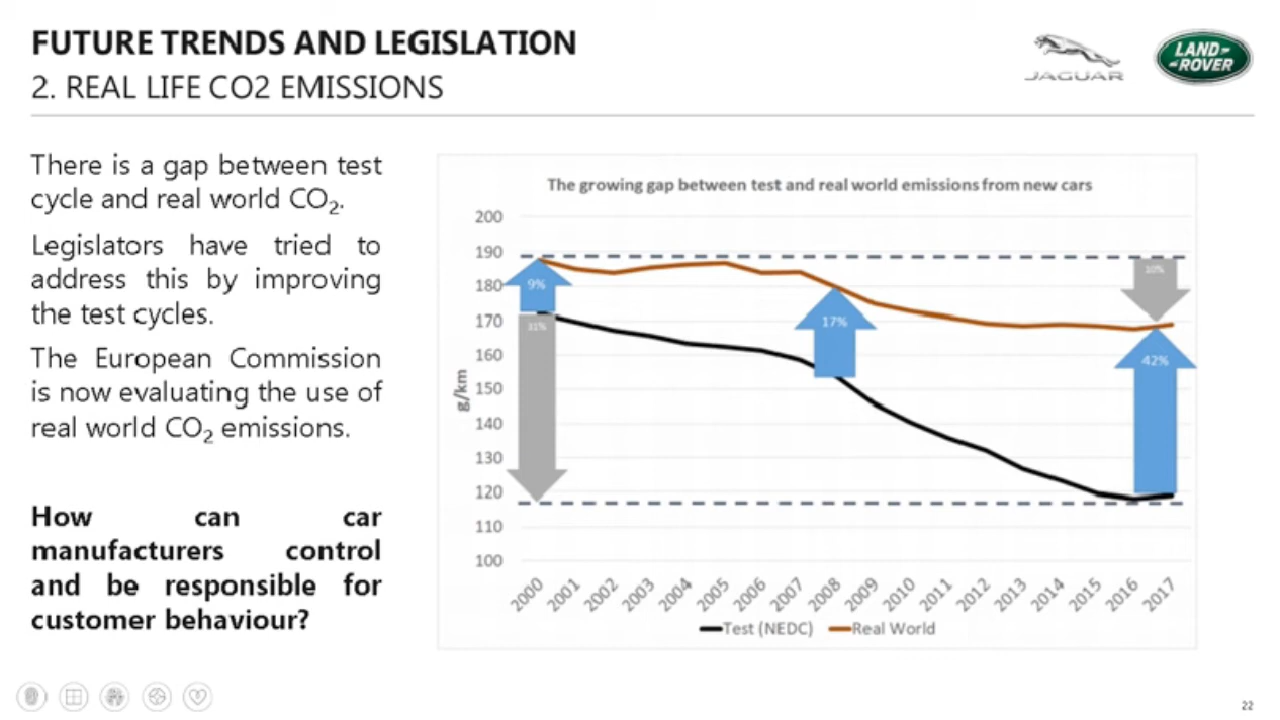 FUTURE TRENDS AND LEGISLATION
2. REAL LIFE CO2 EMISSIONS
JAGUAR
LAND-
-ROVER
There is a gap between test
cycle and real world CO₂.
Legislators have tried to
address this by improving
the test cycles.
The European Commission
is now evaluating the use of
real world CO₂ emissions.
How can car
manufacturers control
and be responsible for
customer behaviour?
The growing gap between test and real world emissions from new cars
g/km
200
190
180
170
160
150
140
130
120
110
100
9%
31%
17%
10%
42%
2000 2001 2002 2003 2004 2005 2006 2007 2008 2009 2010 2011 2012 2013 2014 2015 2016 2017
Test (NEDC) Real World
22